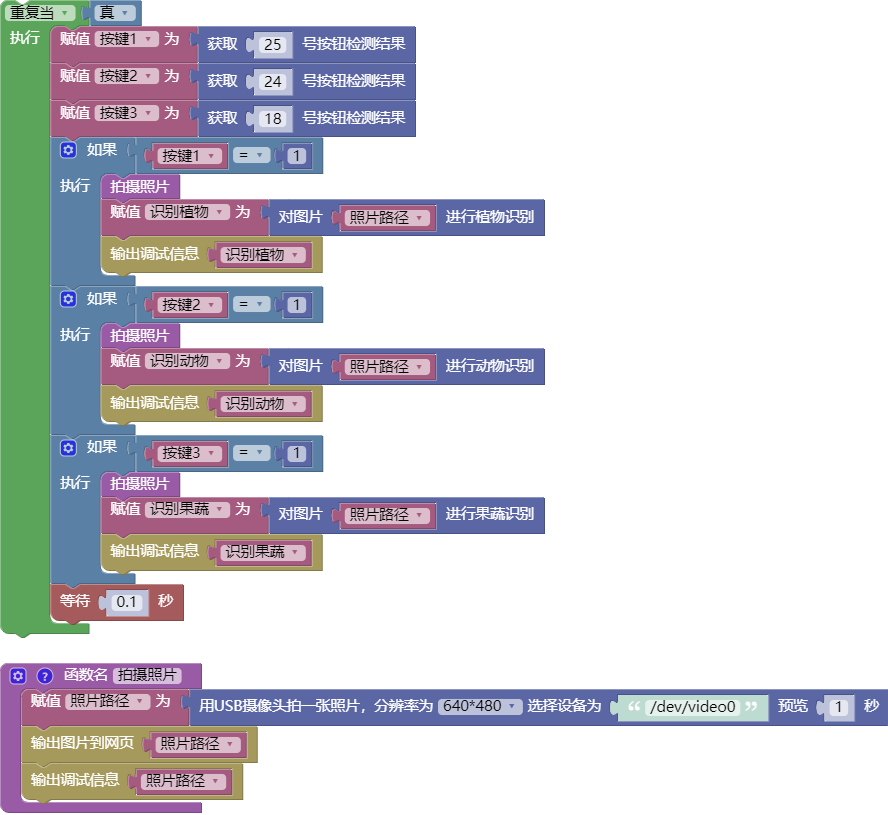 重复当 真
执行 赋值 按键1 为 获取 25 号按钮检测结果
赋值 按键2 为 获取 24 号按钮检测结果
赋值 按键3 为 获取 18 号按钮检测结果
如果 按键1 = 1
执行 拍摄照片
赋值 识别植物 为 对图片 照片路径 进行植物识别
输出调试信息 识别植物
如果 按键2 = 1
执行 拍摄照片
赋值 识别动物 为 对图片 照片路径 进行动物识别
输出调试信息 识别动物
如果 按键3 = 1
执行 拍摄照片
赋值 识别果蔬 为 对图片 照片路径 进行果蔬识别
输出调试信息 识别果蔬
等待 0.1 秒
? 函数名 拍摄照片
赋值 照片路径 为 用USB摄像头拍一张照片，分辨率为 640*480 选择设备为 “ /dev/video0 ” 预览 1 秒
输出图片到网页 照片路径
输出调试信息 照片路径